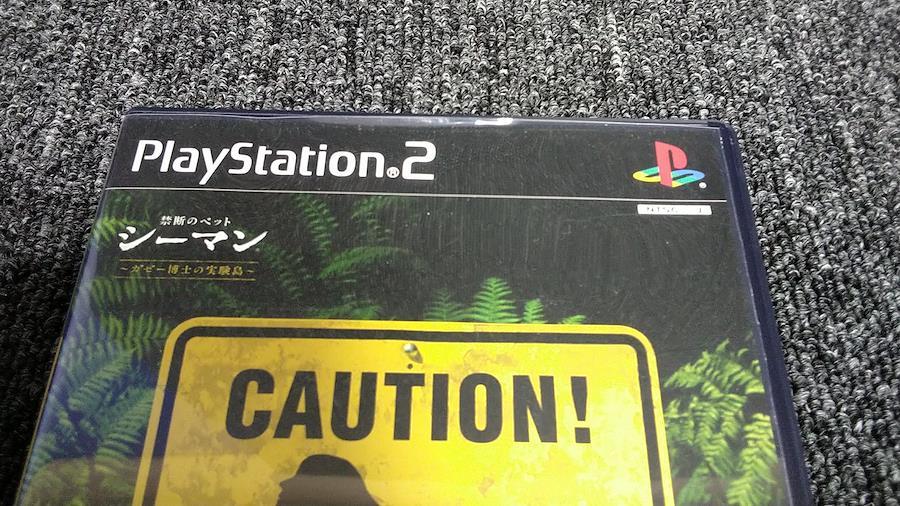 PlayStation®2
禁断のペット
シーマン
～ガゼー博士の実験島～
NTSC J
CAUTION!